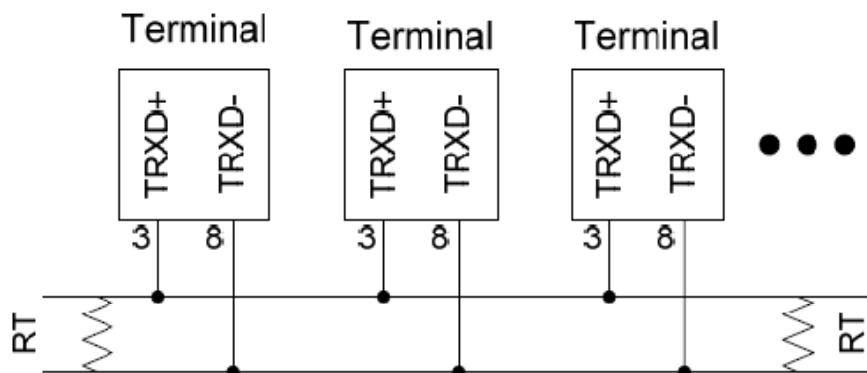 Terminal Terminal Terminal
TRXD+ TRXD- TRXD+ TRXD- TRXD+ TRXD-
3 8 3 8 3 8
RT RT